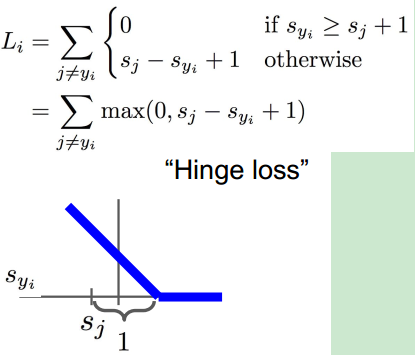 L_i = \sum_{j \neq y_i} \begin{cases} 0 & \text{if } s_{y_i} \geq s_j + 1 \\ s_j - s_{y_i} + 1 & \text{otherwise} \end{cases}
= \sum_{j \neq y_i} \max(0, s_j - s_{y_i} + 1)
“Hinge loss”
s_{y_i}
s_j
1